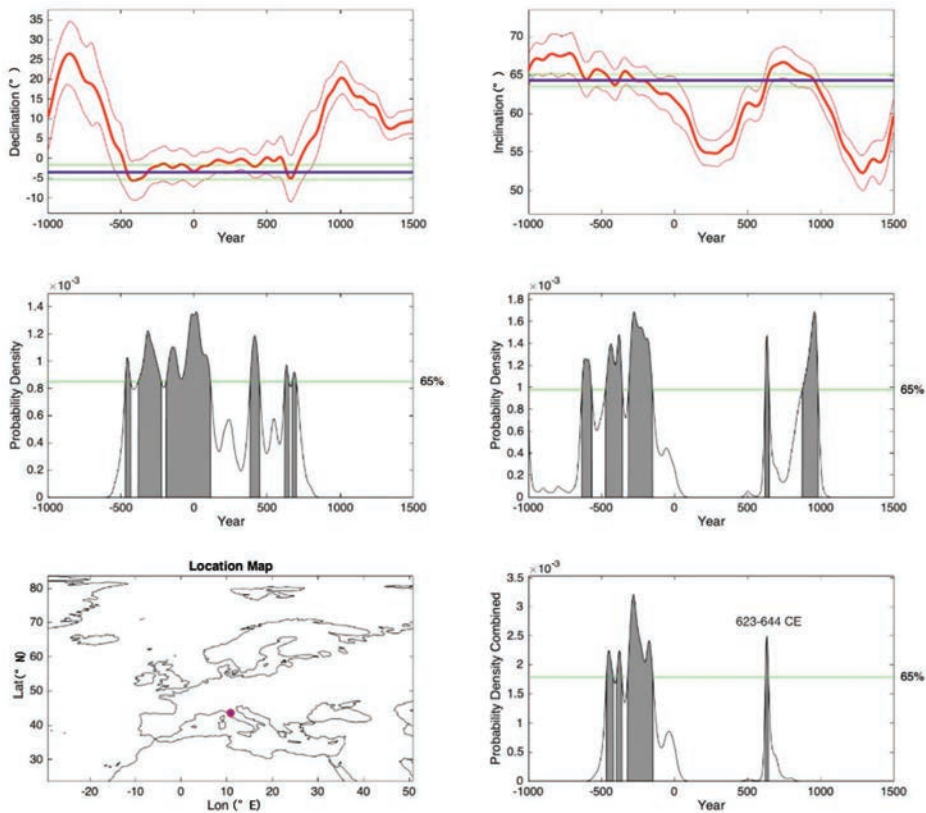 35
30
25
20
15
10
5
0
-5
-10
Declination (°)
-1000 -500 0 500 1000 1500
Year
70
65
60
55
50
Inclination (°)
-1000 -500 0 500 1000 1500
Year
×10⁻³
1.4
1.2
1
0.8
0.6
0.4
0.2
0
Probability Density
65%
-1000 -500 0 500 1000 1500
Year
×10⁻³
1.8
1.6
1.4
1.2
1
0.8
0.6
0.4
0.2
0
Probability Density
65%
-1000 -500 0 500 1000 1500
Year
Location Map
80
70
60
50
40
30
Lat(° N)
-20 -10 0 10 20 30 40 50
Lon(° E)
×10⁻³
3.5
3
2.5
2
1.5
1
0.5
0
Probability Density Combined
623-644 CE
65%
-1000 -500 0 500 1000 1500
Year